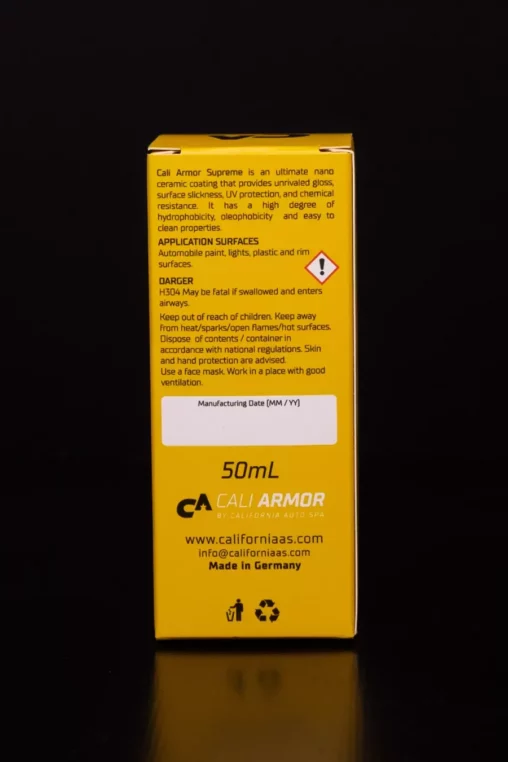 Cali Armor Supreme is an ultimate nano
ceramic coating that provides unrivaled gloss,
surface slickness, UV protection, and chemical
resistance. It has a high degree of
hydrophobicity, oleophobicity and easy to
clean properties.
APPLICATION SURFACES
Automobile paint, lights, plastic and rim
surfaces.
DARGER
H304 May be fatal if swallowed and enters
airways.
Keep out of reach of children. Keep away
from heat/sparks/open flames/hot surfaces.
Dispose of contents / container in
accordance with national regulations. Skin
and hand protection are advised.
Use a face mask. Work in a place with good
ventilation.
Manufacturing Date (MM / YY)
50mL
CA CALI ARMOR
BY CALIFORNIA AUTO SPA
www.californiaas.com
info@californiaas.com
Made in Germany